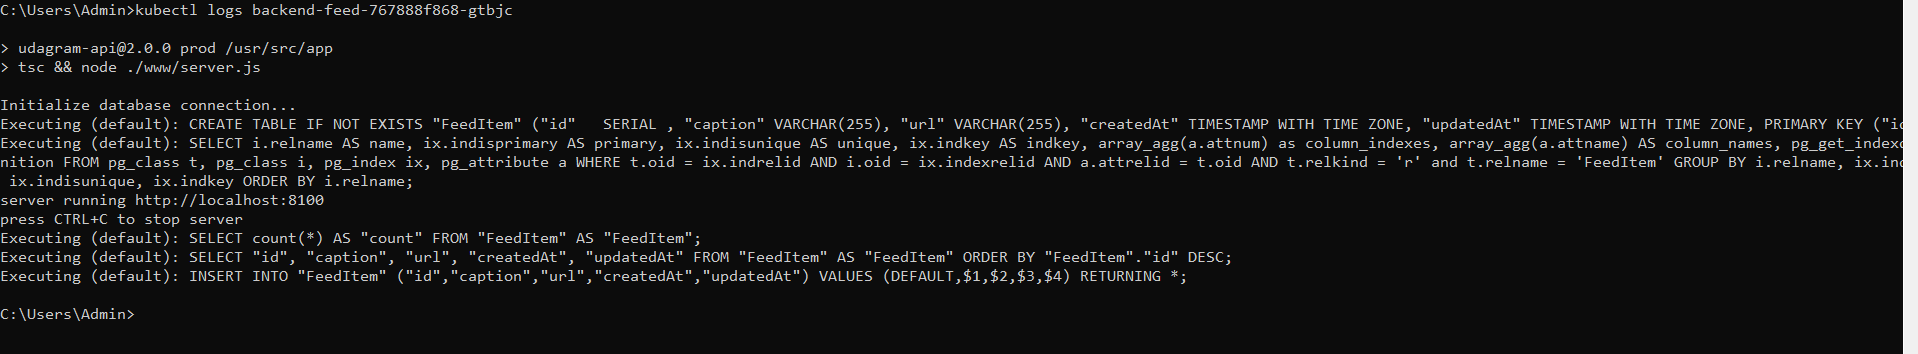 C:\Users\Admin>kubectl logs backend-feed-767888f868-gtbjc
> udagram-api@2.0.0 prod /usr/src/app
> tsc && node ./www/server.js
Initialize database connection...
Executing (default): CREATE TABLE IF NOT EXISTS "FeedItem" ("id"   SERIAL , "caption" VARCHAR(255), "url" VARCHAR(255), "createdAt" TIMESTAMP WITH TIME ZONE, "updatedAt" TIMESTAMP WITH TIME ZONE, PRIMARY KEY ("i
Executing (default): SELECT i.relname AS name, ix.indisprimary AS primary, ix.indisunique AS unique, ix.indkey AS indkey, array_agg(a.attnum) as column_indexes, array_agg(a.attname) AS column_names, pg_get_index
nition FROM pg_class t, pg_class i, pg_index ix, pg_attribute a WHERE t.oid = ix.indrelid AND i.oid = ix.indexrelid AND a.attrelid = t.oid AND t.relkind = 'r' and t.relname = 'FeedItem' GROUP BY i.relname, ix.in
 ix.indisunique, ix.indkey ORDER BY i.relname;
server running http://localhost:8100
press CTRL+C to stop server
Executing (default): SELECT count(*) AS "count" FROM "FeedItem" AS "FeedItem";
Executing (default): SELECT "id", "caption", "url", "createdAt", "updatedAt" FROM "FeedItem" AS "FeedItem" ORDER BY "FeedItem"."id" DESC;
Executing (default): INSERT INTO "FeedItem" ("id","caption","url","createdAt","updatedAt") VALUES (DEFAULT,$1,$2,$3,$4) RETURNING *;
C:\Users\Admin>